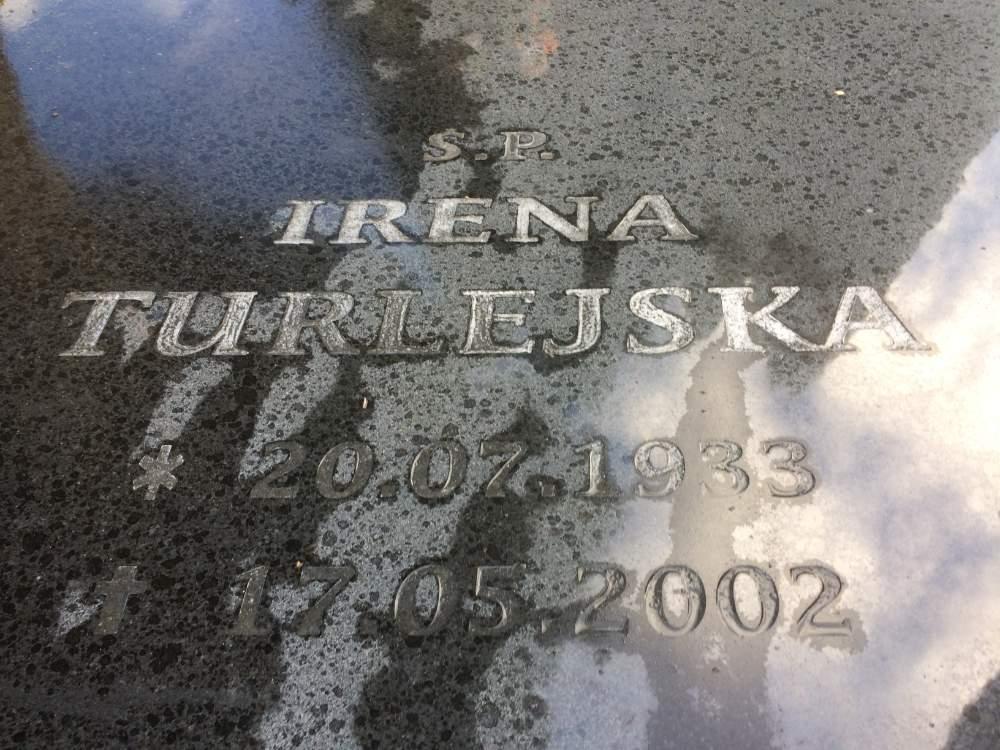 Ś.P.
IRENA
TURLEJSKA
* 20.07.1933
✝ 17.05.2002